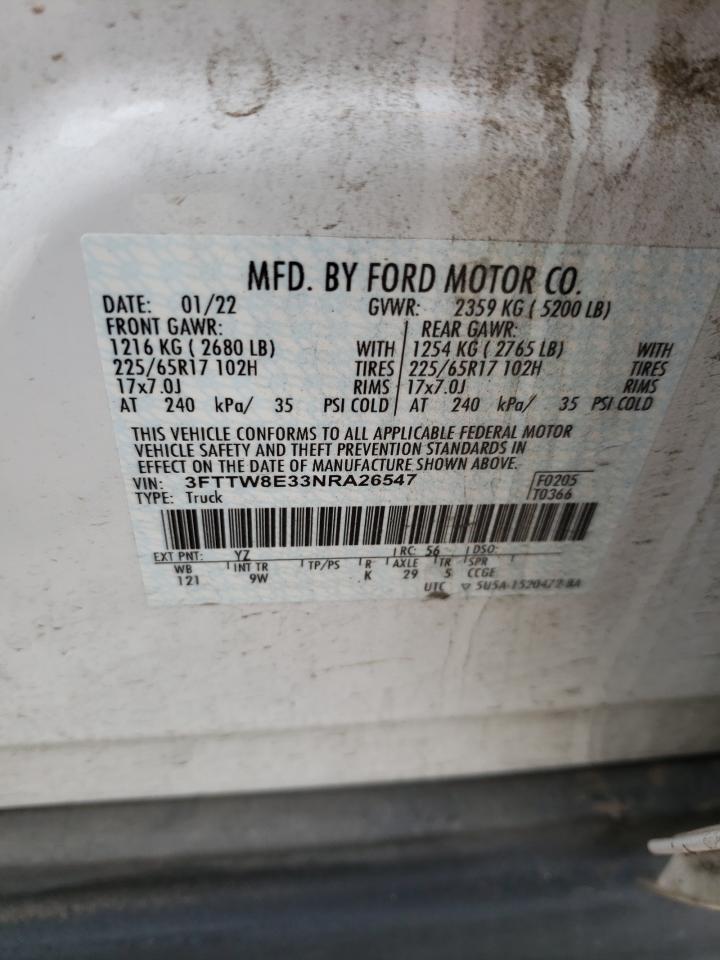 MFD. BY FORD MOTOR CO.
DATE: 01/22 GVWR: 2359 KG ( 5200 LB)
FRONT GAWR: REAR GAWR:
1216 KG ( 2680 LB) WITH 1254 KG ( 2765 LB) WITH
225/65R17 102H TIRES 225/65R17 102H TIRES
17x7.0J RIMS 17x7.0J RIMS
AT 240 kPa/ 35 PSI COLD AT 240 kPa/ 35 PSI COLD
THIS VEHICLE CONFORMS TO ALL APPLICABLE FEDERAL MOTOR
VEHICLE SAFETY AND THEFT PREVENTION STANDARDS IN
EFFECT ON THE DATE OF MANUFACTURE SHOWN ABOVE.
VIN: 3FTTW8E33NRA26547 F0205
TYPE: Truck T0366
EXT PNT: YZ RC: 56 DSO:
WB INT TR TP/PS R AXLE TR SPR
121 9W K 29 5 CCGE
UTC ▽ 5U5A-1520472-BA